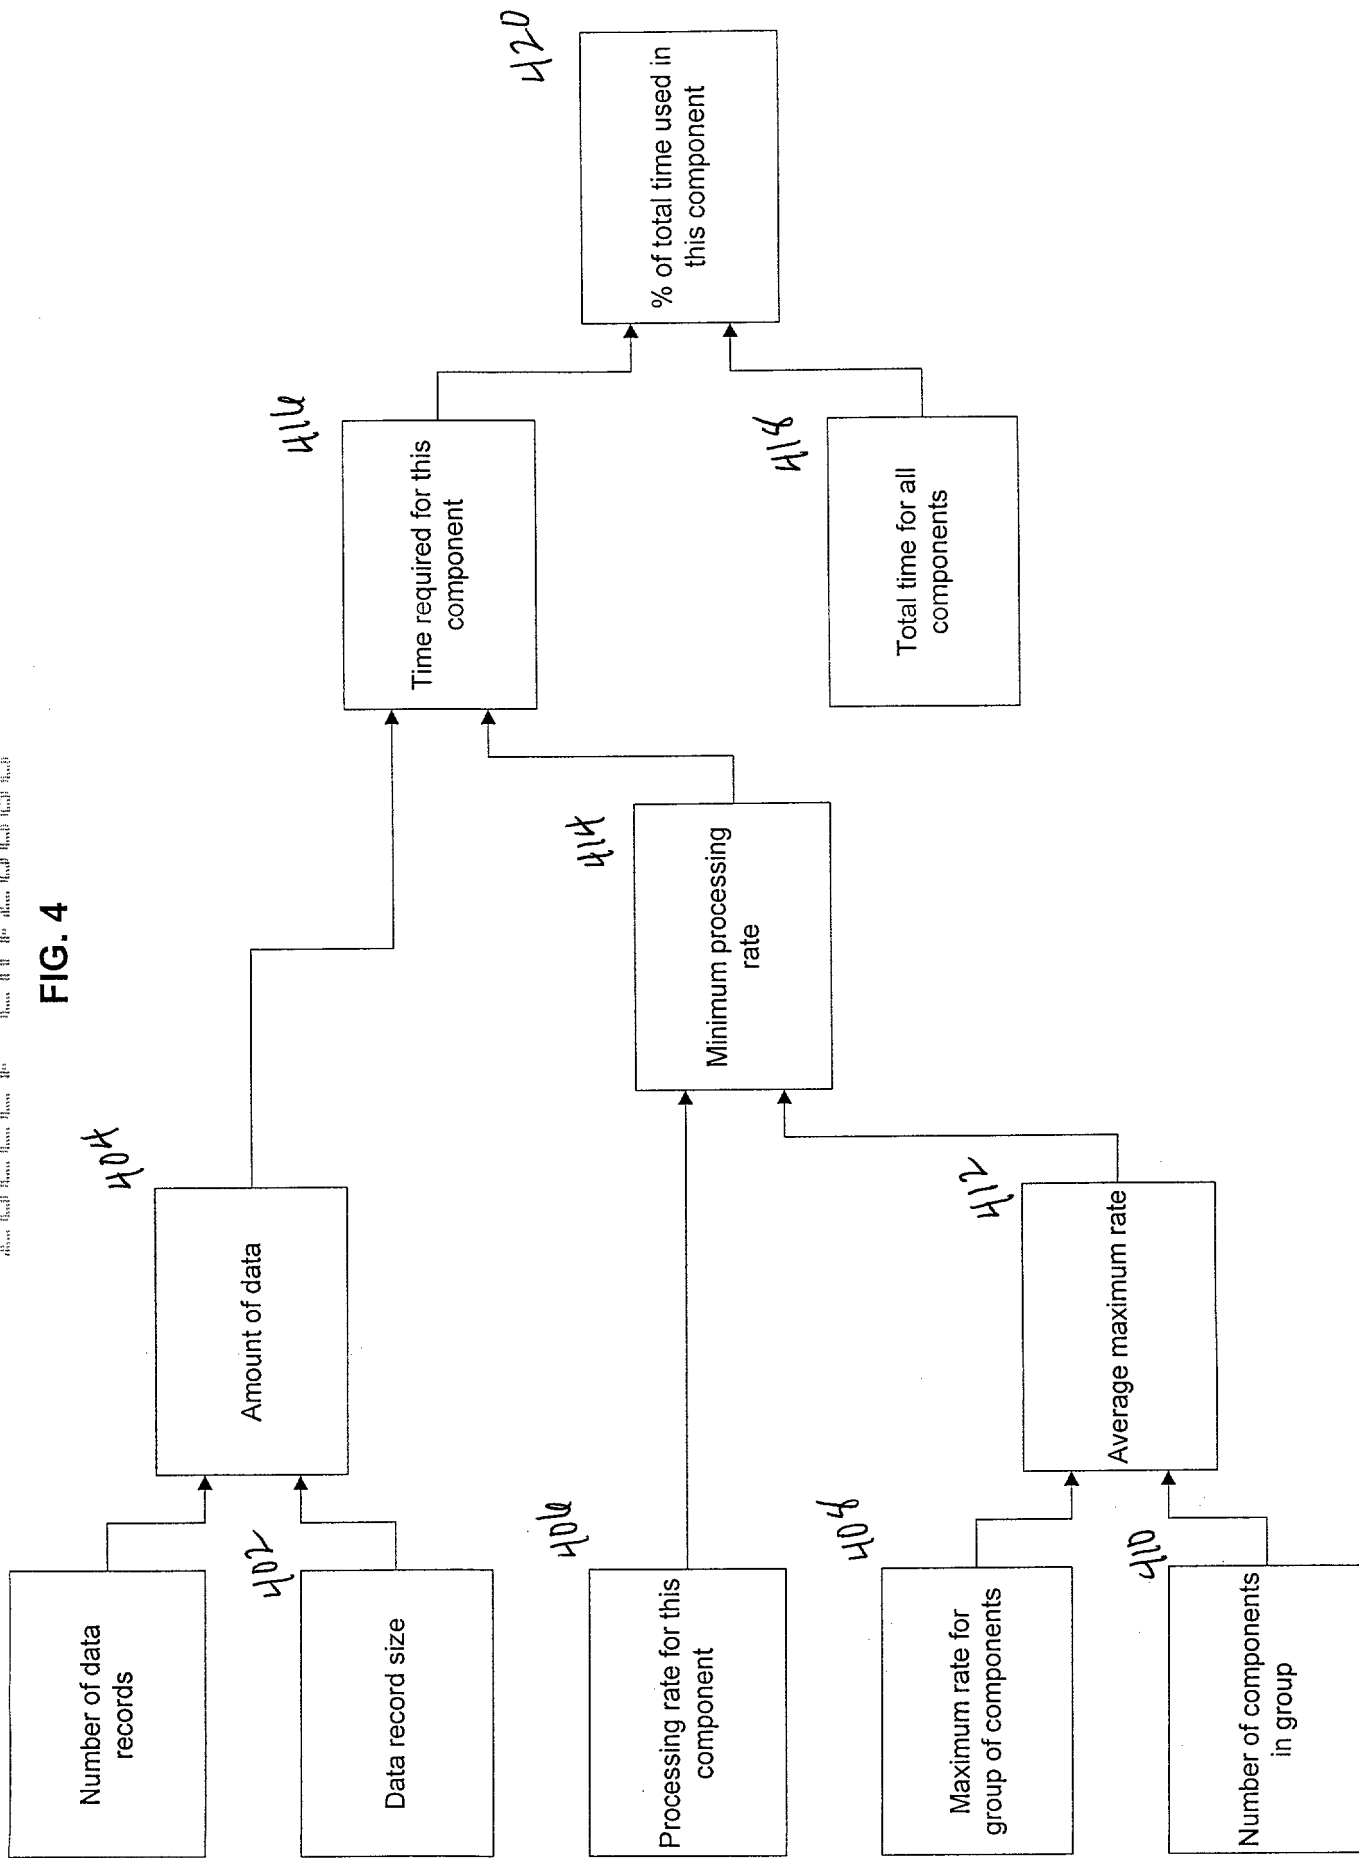 FIG. 4
Number of data
records
402
Data record size
404
Amount of data
406
Processing rate for this
component
408
Maximum rate for
group of components
410
Number of components
in group
412
Average maximum rate
414
Minimum processing
rate
416
Time required for this
component
418
Total time for all
components
420
% of total time used in
this component